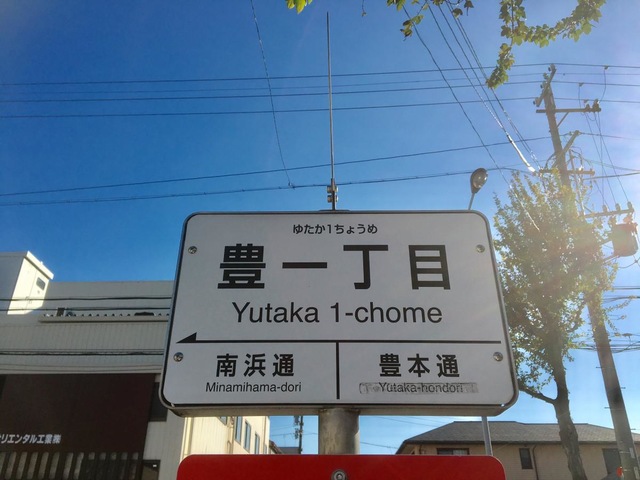 ゆたか1ちょうめ
豊一丁目
Yutaka 1-chome
南浜通
豊本通
Minamihama-dori
Yutaka-hondori
リエンタル工業㈱